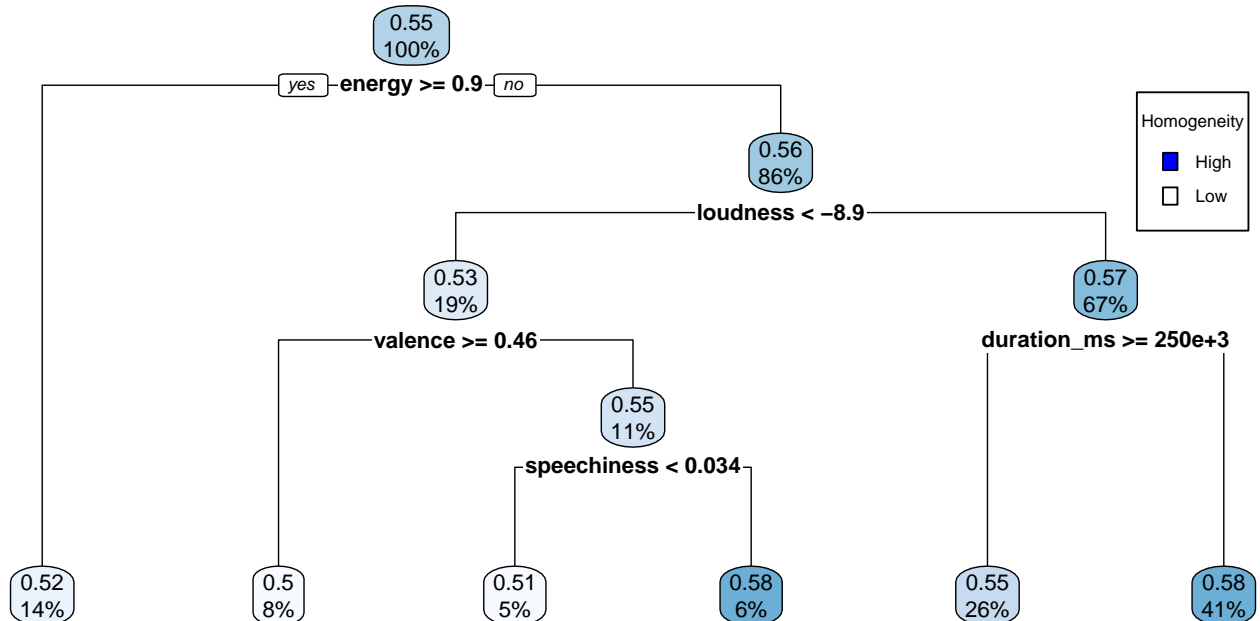 0.55
100%
yes energy >= 0.9 no
Homogeneity
High
Low
0.56
86%
loudness < −8.9
0.53
19%
0.57
67%
valence >= 0.46
duration_ms >= 250e+3
0.55
11%
speechiness < 0.034
0.52
14%
0.5
8%
0.51
5%
0.58
6%
0.55
26%
0.58
41%